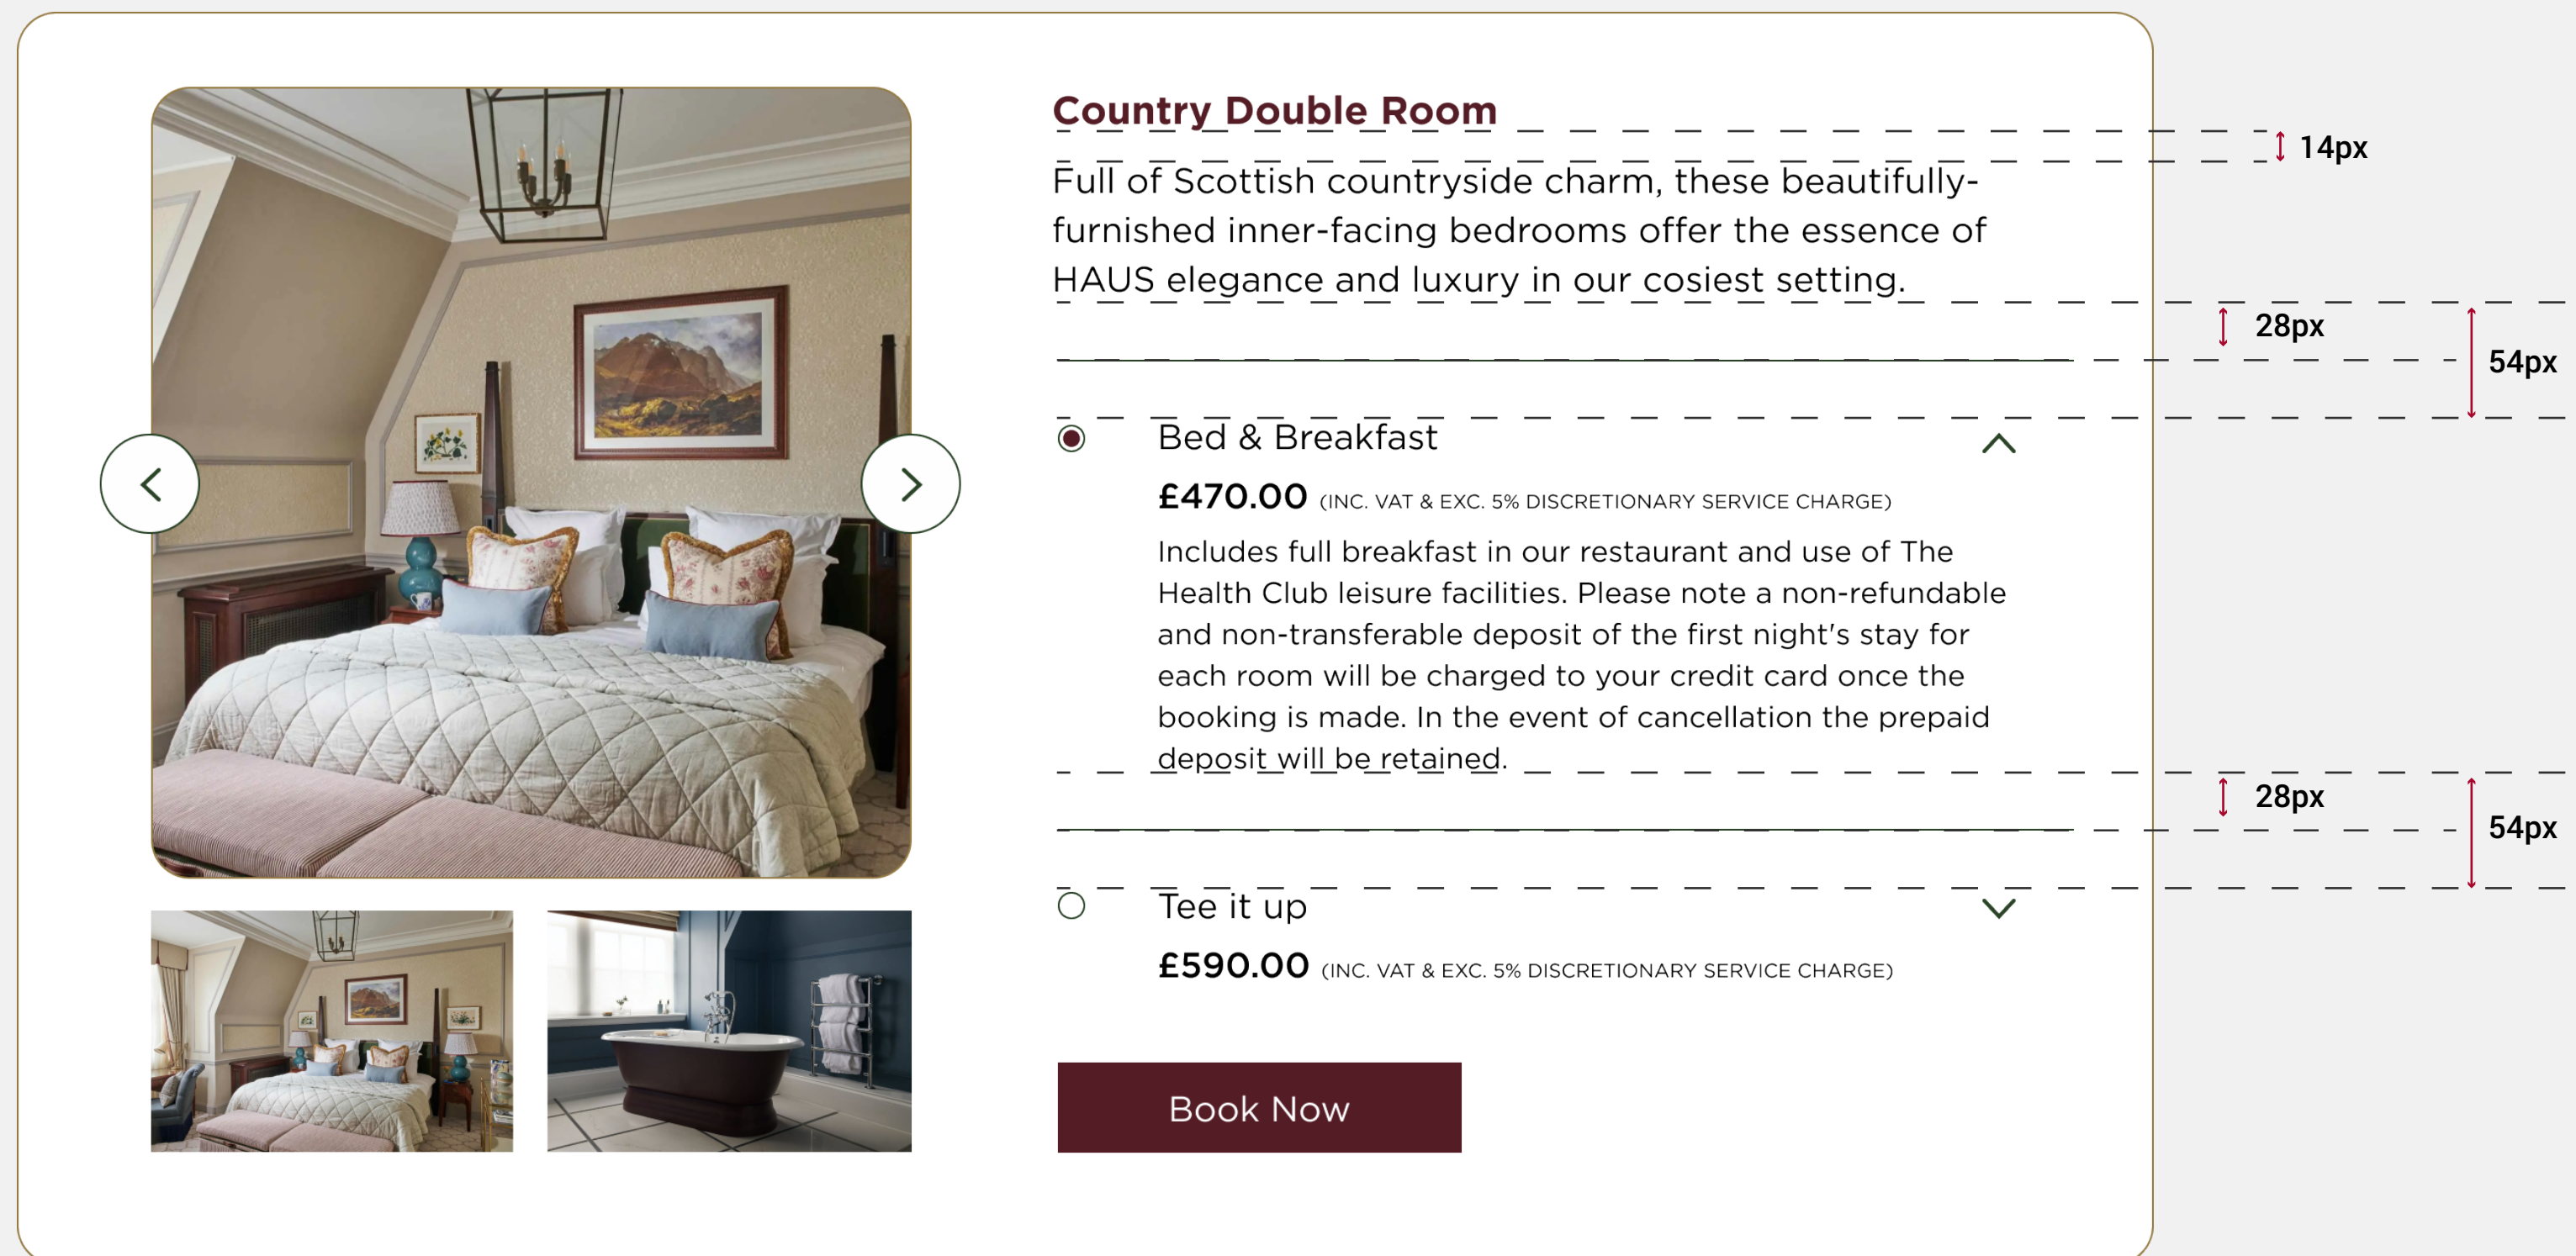 Country Double Room
14px
Full of Scottish countryside charm, these beautifully-
furnished inner-facing bedrooms offer the essence of
HAUS elegance and luxury in our cosiest setting.
28px
54px
Bed & Breakfast
£470.00 (INC. VAT & EXC. 5% DISCRETIONARY SERVICE CHARGE)
Includes full breakfast in our restaurant and use of The
Health Club leisure facilities. Please note a non-refundable
and non-transferable deposit of the first night's stay for
each room will be charged to your credit card once the
booking is made. In the event of cancellation the prepaid
deposit will be retained.
28px
54px
Tee it up
£590.00 (INC. VAT & EXC. 5% DISCRETIONARY SERVICE CHARGE)
Book Now